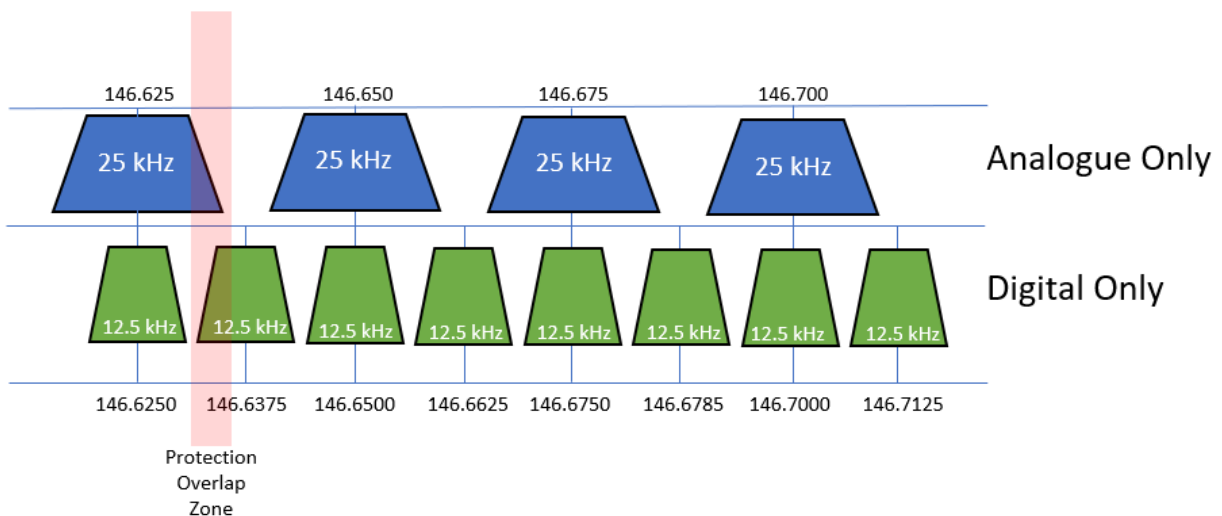 146.625 146.650 146.675 146.700
25 kHz 25 kHz 25 kHz 25 kHz
Analogue Only
Digital Only
12.5 kHz 12.5 kHz 12.5 kHz 12.5 kHz 12.5 kHz 12.5 kHz 12.5 kHz 12.5 kHz
146.6250 146.6375 146.6500 146.6625 146.6750 146.6785 146.7000 146.7125
Protection
Overlap
Zone